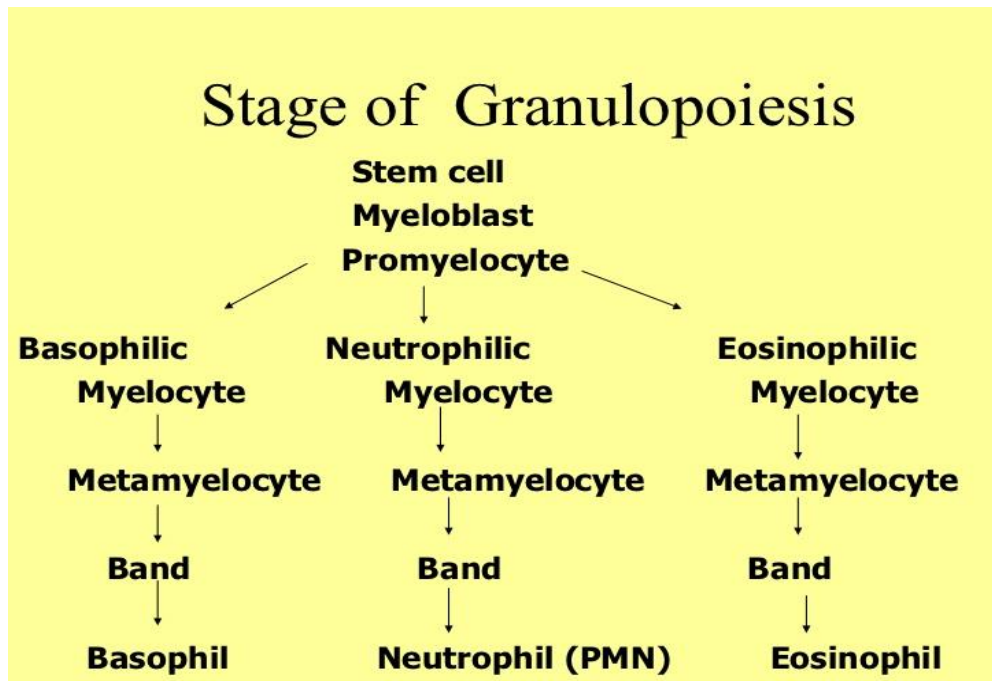 Stage of Granulopoiesis
Stem cell
Myeloblast
Promyelocyte
Basophilic Neutrophilic Eosinophilic
Myelocyte Myelocyte Myelocyte
Metamyelocyte Metamyelocyte Metamyelocyte
Band Band Band
Basophil Neutrophil (PMN) Eosinophil